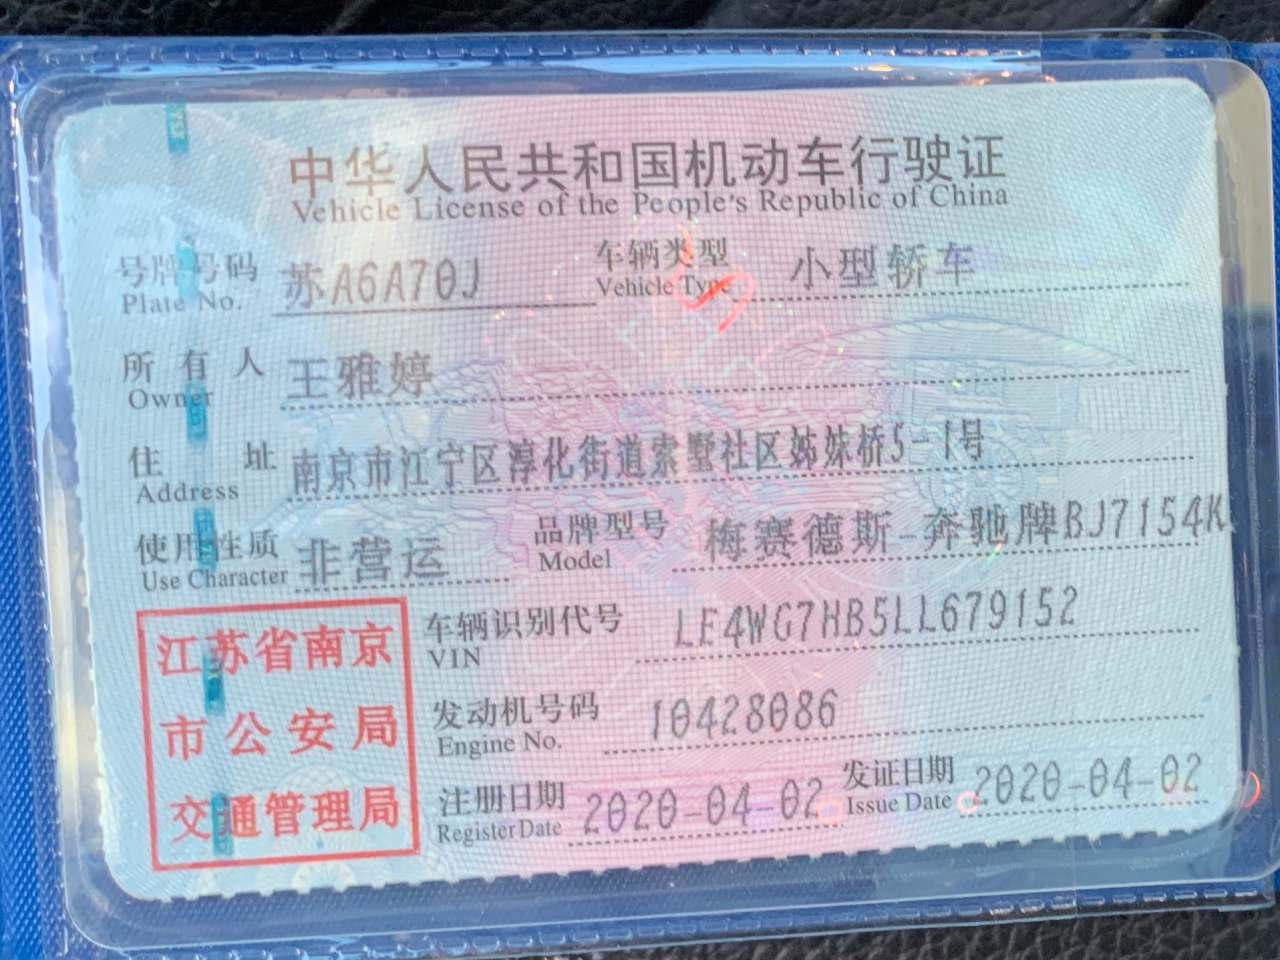 中华人民共和国机动车行驶证
Vehicle License of the People's Republic of China
号牌号码 苏A6A70J 车辆类型 小型轿车
Plate No. Vehicle Type
所有人 王雅婷
Owner
住址 南京市江宁区淳化街道索墅社区姊妹桥5-1号
Address
使用性质 非营运 品牌型号 梅赛德斯-奔驰牌BJ7154K
Use Character Model
江苏省南京
市公安局
交通管理局
车辆识别代号 LE4WG7HB5LL679152
VIN
发动机号码 10428086
Engine No.
注册日期 2020-04-02 发证日期 2020-04-02
Register Date Issue Date